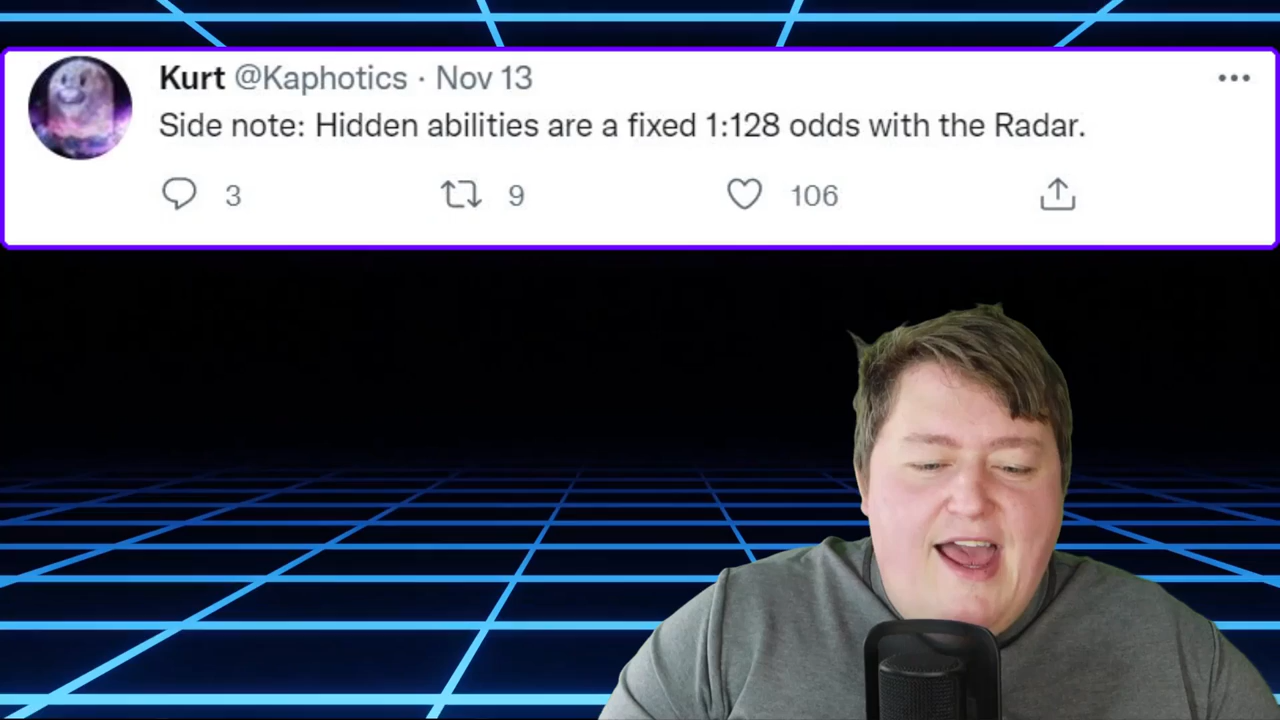 Kurt @Kaphotics · Nov 13
Side note: Hidden abilities are a fixed 1:128 odds with the Radar.
3 9 106